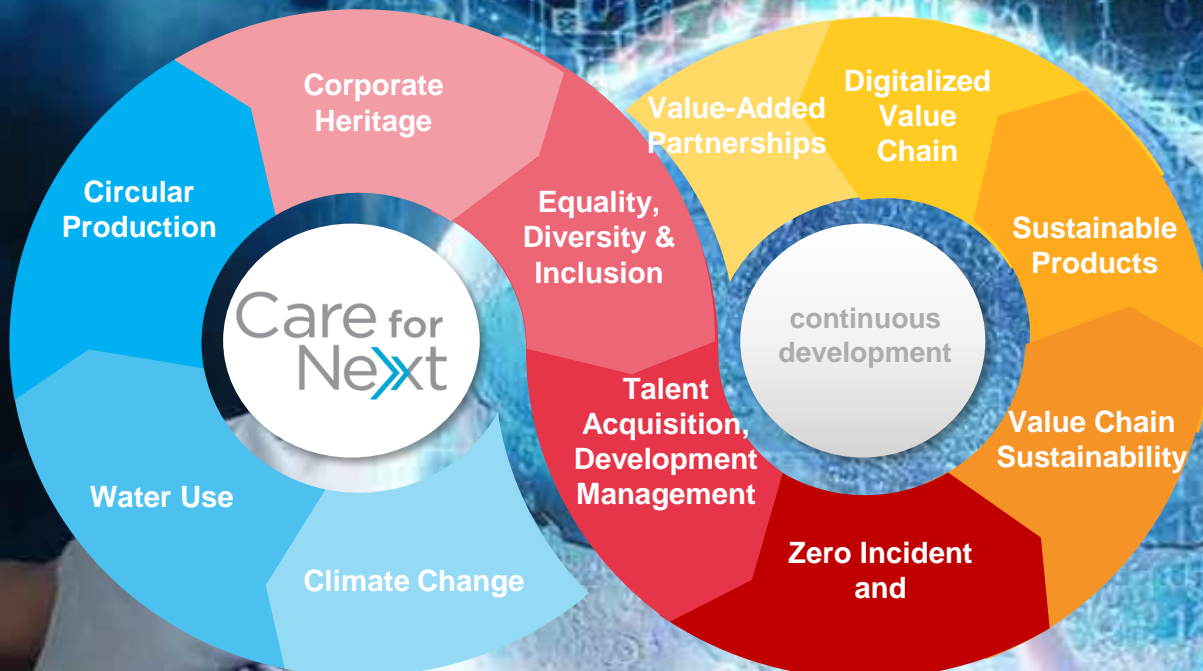 Corporate
Heritage
Circular
Production
Equality,
Diversity &
Inclusion
Care for
Next
Water Use
Climate Change
Talent
Acquisition,
Development
Management
Value-Added
Partnerships
Digitalized
Value
Chain
Sustainable
Products
continuous
development
Value Chain
Sustainability
Zero Incident
and